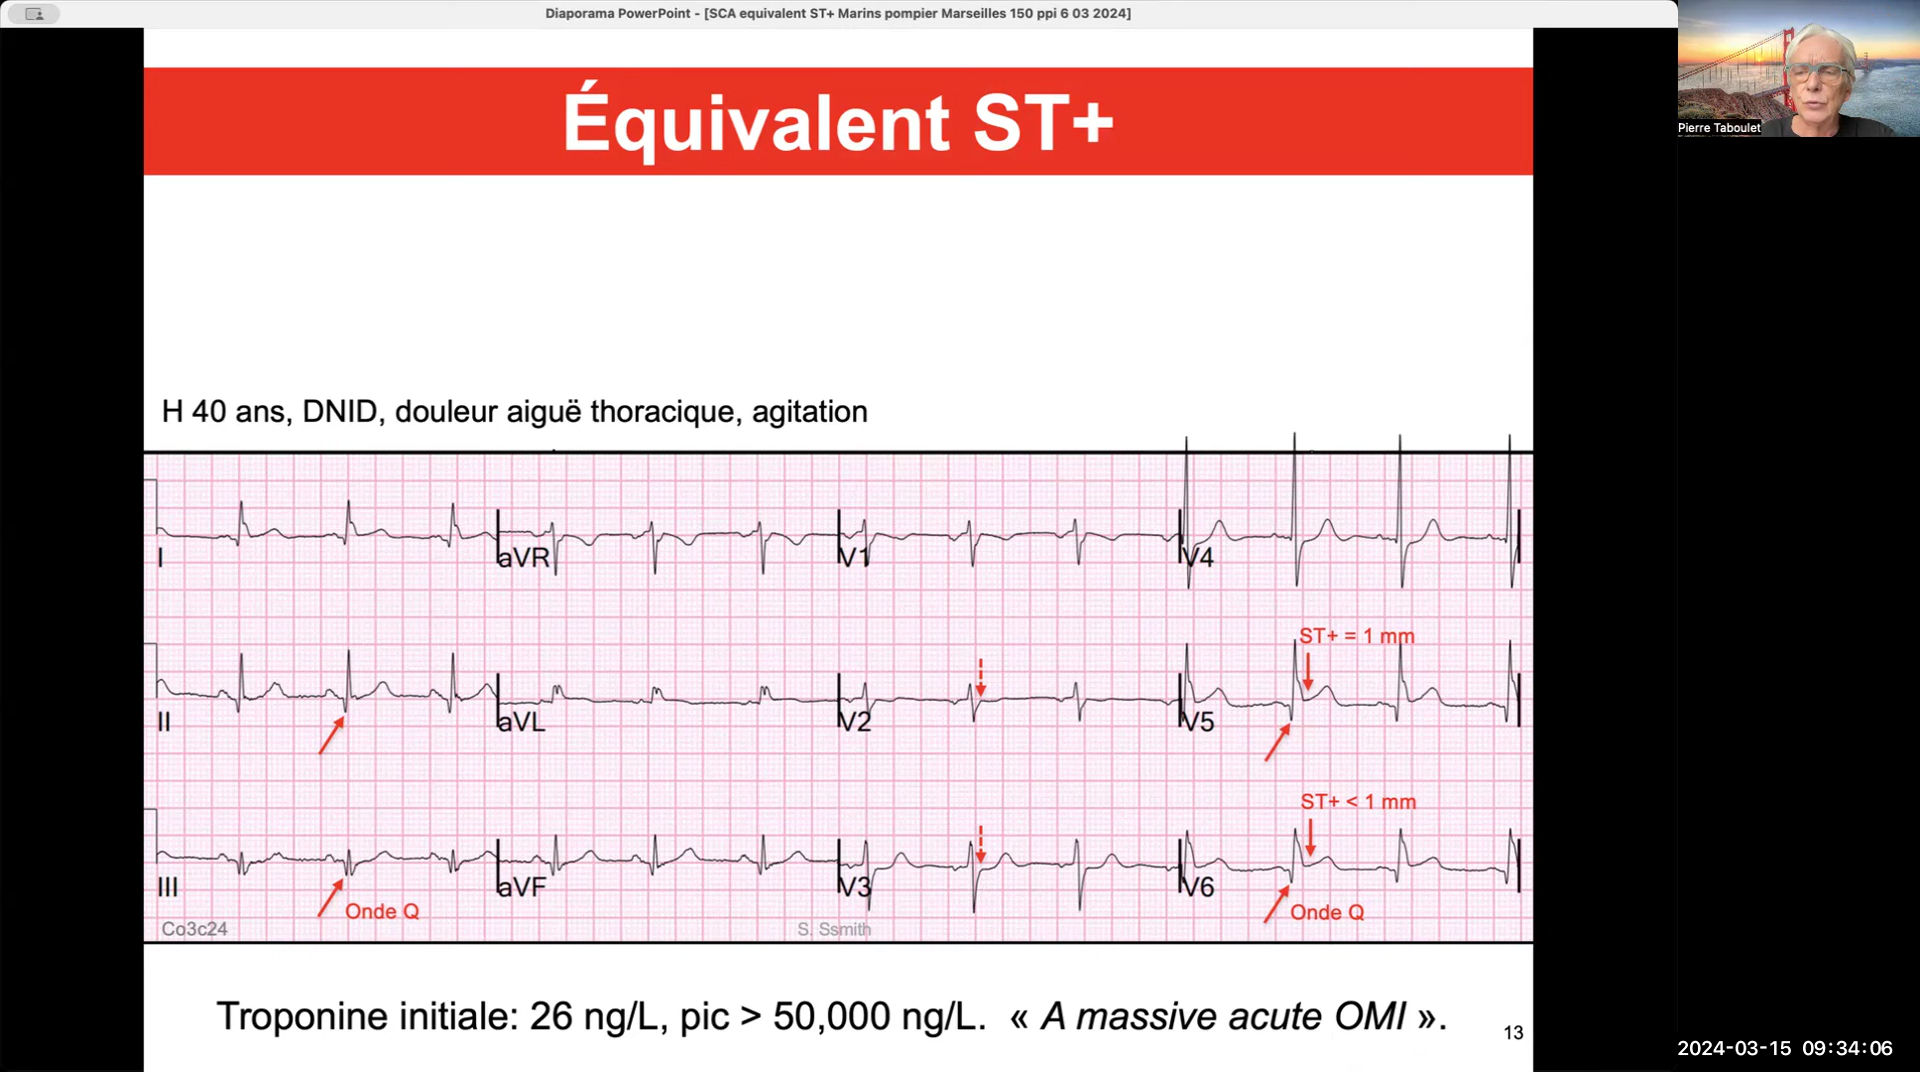 Diaporama PowerPoint - [SCA equivalent ST+ Marins pompier Marseilles 150 ppi 6 03 2024]
Pierre Taboulet
Équivalent ST+
H 40 ans, DNID, douleur aiguë thoracique, agitation
I
aVR
V1
V4
ST+ = 1 mm
II
aVL
V2
V5
ST+ < 1 mm
III
aVF
V3
V6
Onde Q
Onde Q
Co3c24
S. Ssmith
Troponine initiale: 26 ng/L, pic > 50,000 ng/L. « A massive acute OMI ».
13
2024-03-15 09:34:06